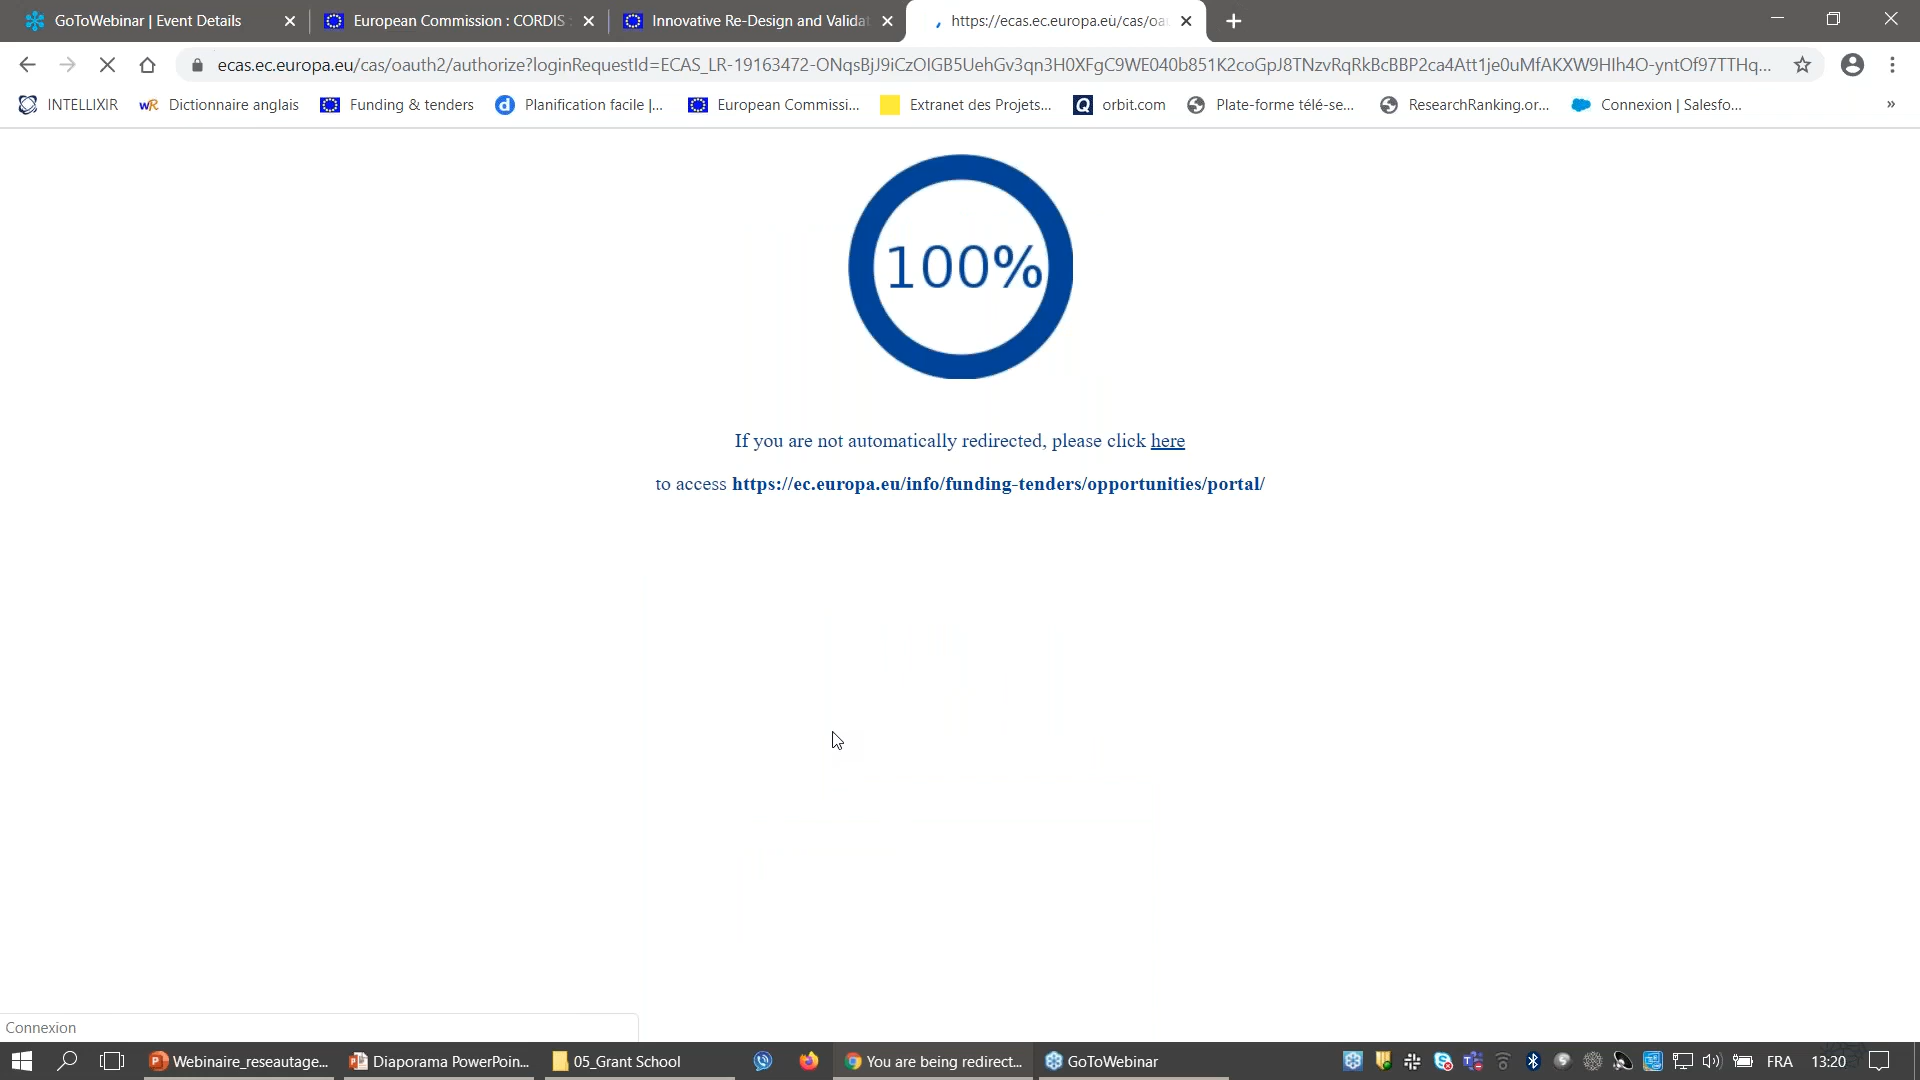 GoToWebinar | Event Details
European Commission : CORDIS :
Innovative Re-Design and Validat
https://ecas.ec.europa.eu/cas/oau
ecas.ec.europa.eu/cas/oauth2/authorize?loginRequestId=ECAS_LR-19163472-ONqsBjJ9iCzOlGB5UehGv3qn3H0XFgC9WE040b851K2coGpJ8TNzvRqRkBcBBP2ca4Att1je0uMfAKXW9HIh4O-yntOf97TTHq...
INTELLIXIR
Dictionnaire anglais
Funding & tenders
Planification facile |...
European Commissi...
Extranet des Projets...
orbit.com
Plate-forme télé-se...
ResearchRanking.or...
Connexion | Salesfo...
»
100%
If you are not automatically redirected, please click here
to access https://ec.europa.eu/info/funding-tenders/opportunities/portal/
Connexion
Webinaire_reseautage...
Diaporama PowerPoin...
05_Grant School
You are being redirect...
GoToWebinar
FRA
13:20